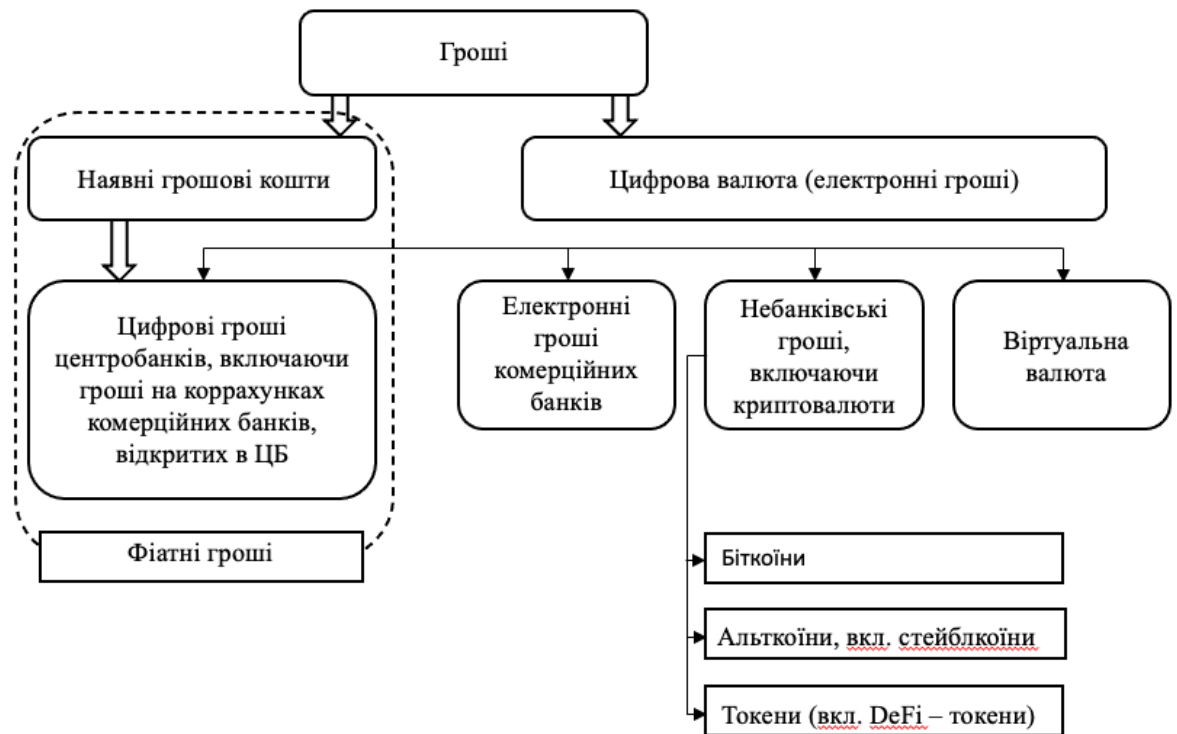 Гроші
Наявні грошові кошти
Цифрова валюта (електронні гроші)
Цифрові гроші
центробанків, включаючи
гроші на коррахунках
комерційних банків,
відкритих в ЦБ
Електронні
гроші
комерційних
банків
Небанківські
гроші,
включаючи
криптовалюти
Віртуальна
валюта
Фіатні гроші
Біткоїни
Альткоїни, вкл. стейблкоїни
Токени (вкл. DeFi – токени)